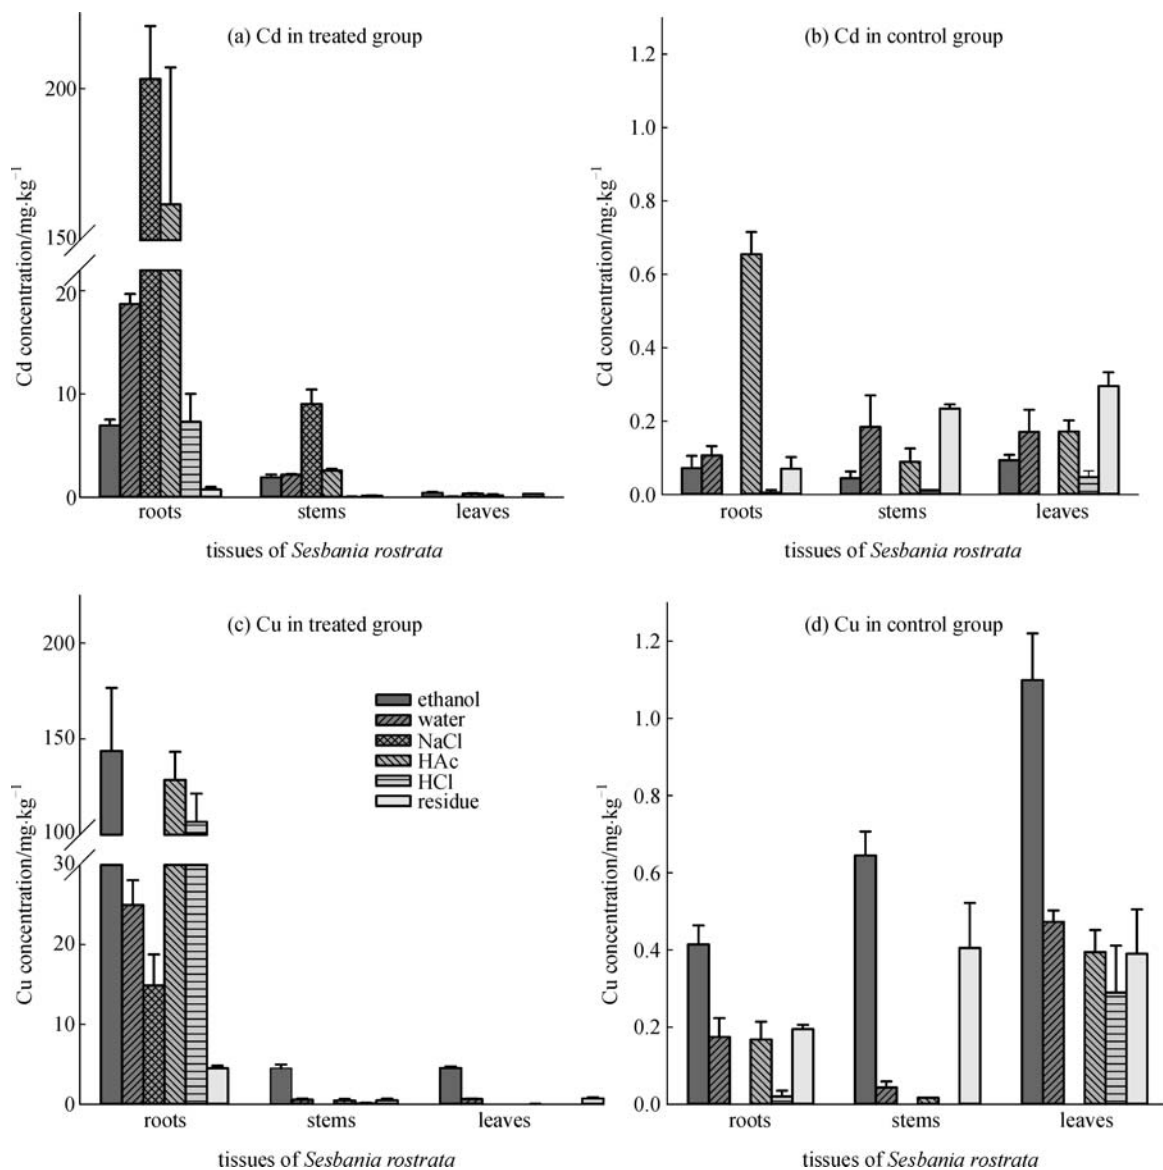 (a) Cd in treated group
200
150
20
10
0
Cd concentration/mg·kg⁻¹
roots stems leaves
tissues of Sesbania rostrata
(b) Cd in control group
1.2
1.0
0.8
0.6
0.4
0.2
0.0
Cd concentration/mg·kg⁻¹
roots stems leaves
tissues of Sesbania rostrata
(c) Cu in treated group
200
150
100
30
20
10
0
Cu concentration/mg·kg⁻¹
ethanol
water
NaCl
HAc
HCl
residue
roots stems leaves
tissues of Sesbania rostrata
(d) Cu in control group
1.2
1.0
0.8
0.6
0.4
0.2
0.0
Cu concentration/mg·kg⁻¹
roots stems leaves
tissues of Sesbania rostrata